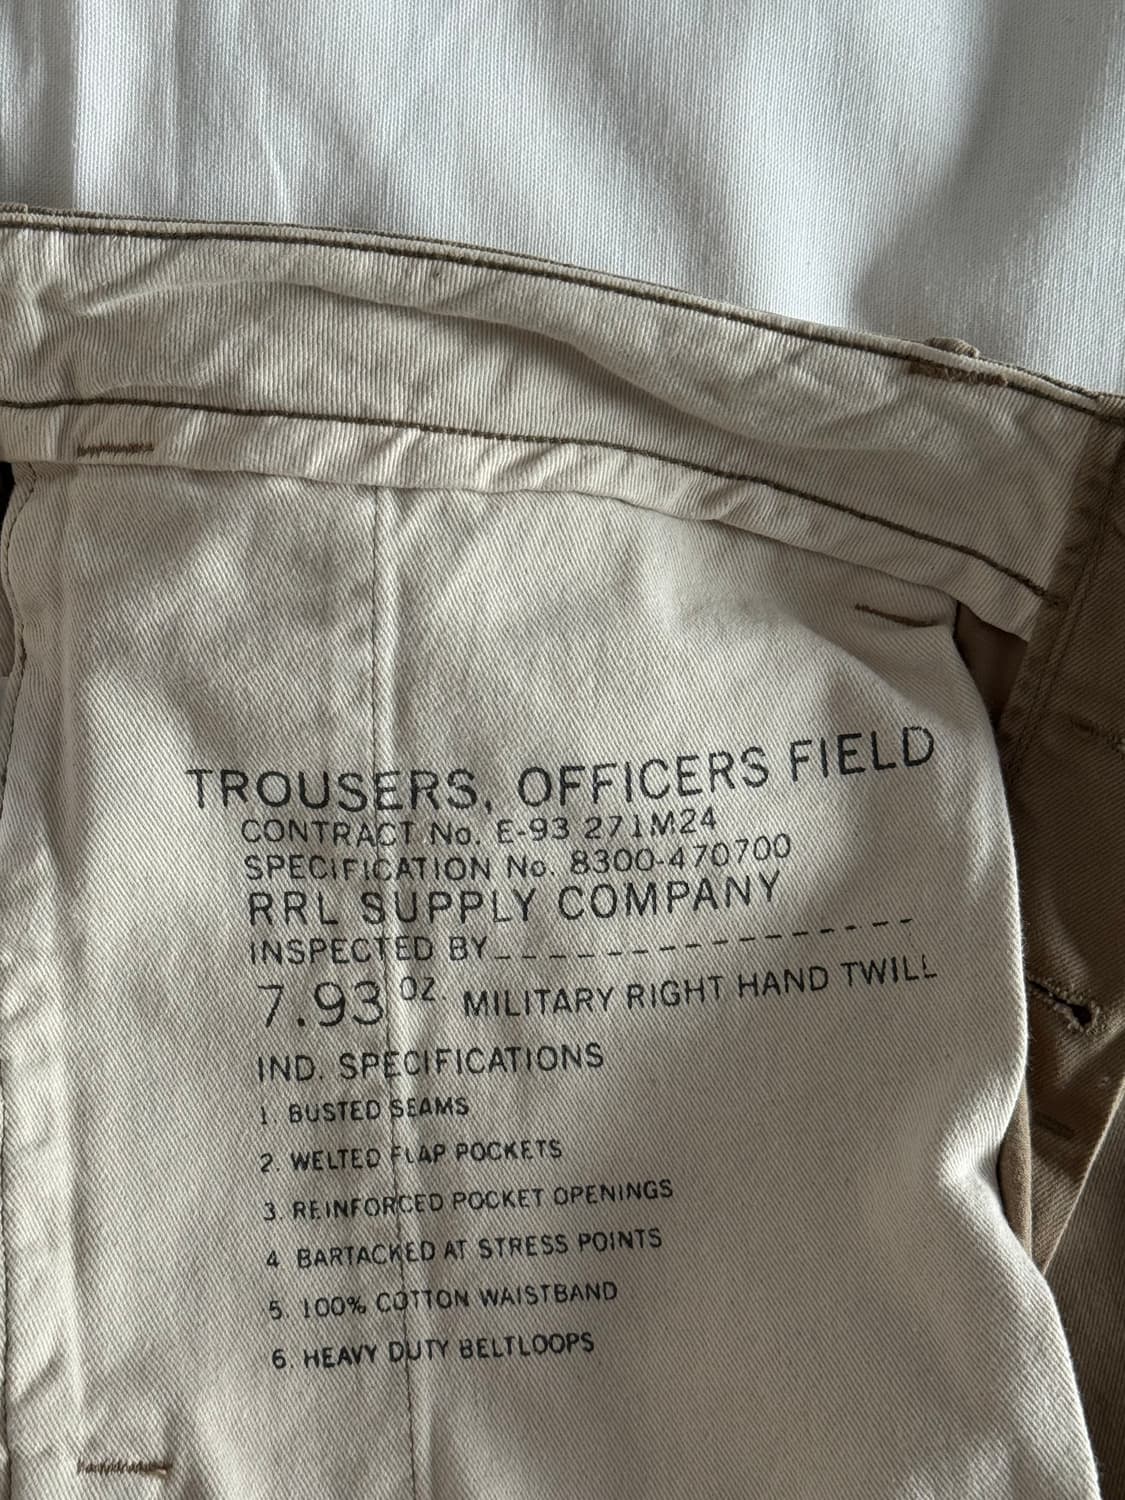 TROUSERS, OFFICERS FIELD
CONTRACT No. E-93 271M24
SPECIFICATION No. 8300-470700
RRL SUPPLY COMPANY
INSPECTED BY_ _ _ _ _ _ _ _ _ _ _ _ _ _ _ _
7.93 OZ. MILITARY RIGHT HAND TWILL
IND. SPECIFICATIONS
1. BUSTED SEAMS
2. WELTED FLAP POCKETS
3. REINFORCED POCKET OPENINGS
4. BARTACKED AT STRESS POINTS
5. 100% COTTON WAISTBAND
6. HEAVY DUTY BELTLOOPS